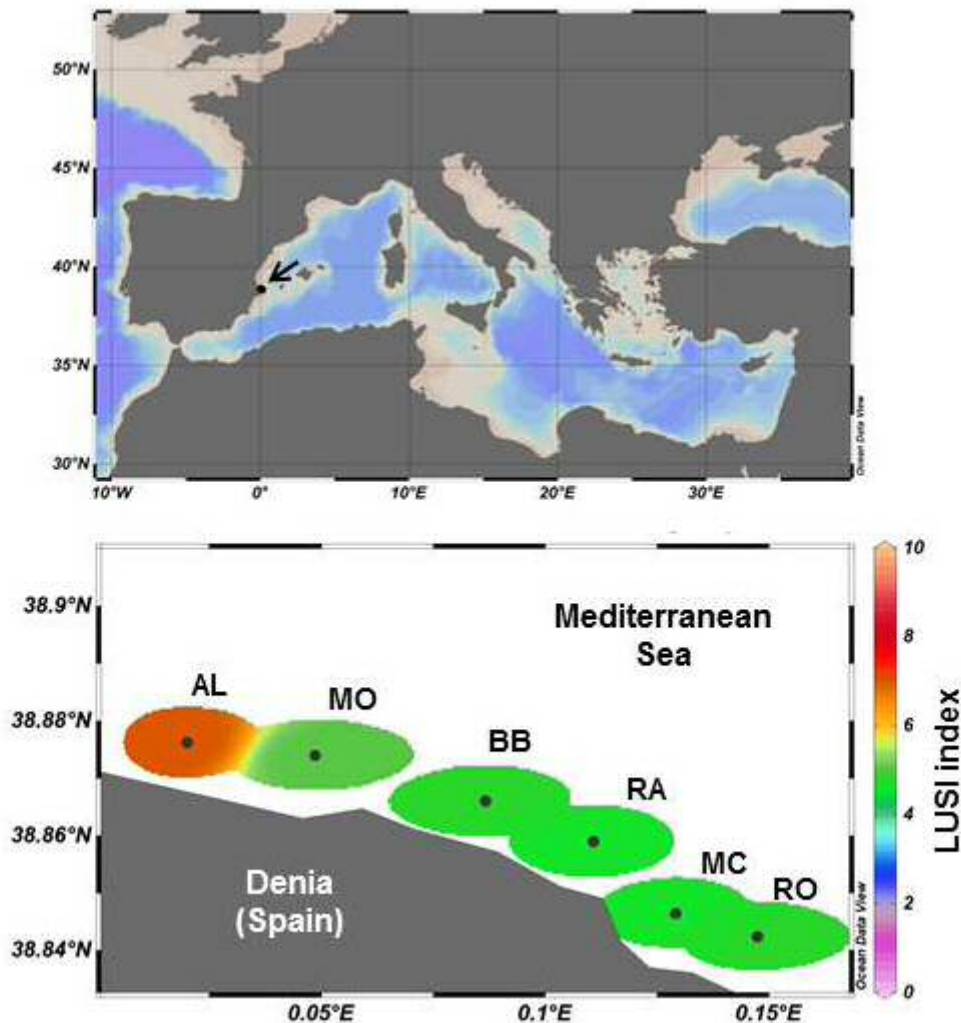 50°N
45°N
40°N
35°N
30°N
10°W 0° 10°E 20°E 30°E
Ocean Data View
38.9°N
38.88°N
38.86°N
38.84°N
Mediterranean
Sea
AL
MO
BB
RA
MC
RO
Denia
(Spain)
0.05°E 0.1°E 0.15°E
Ocean Data View
10
8
6
4
2
0
LUSI index